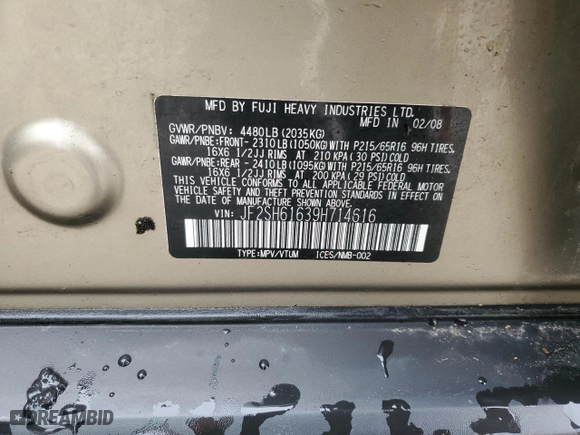 MFD BY FUJI HEAVY INDUSTRIES LTD.
MFD IN 02/08
GVWR/PNBV: 4480LB(2035KG)
GAWR/PNBE:FRONT- 2310LB(1050KG)WITH P215/65R16 96H TIRES,
16X6 1/2JJ RIMS AT 210 KPA(30 PSI)COLD
GAWR/PNBE:REAR - 2410LB(1095KG)WITH P215/65R16 96H TIRES,
16X6 1/2JJ RIMS AT 200 KPA(29 PSI)COLD
THIS VEHICLE CONFORMS TO ALL APPLICABLE FEDERAL MOTOR
VEHICLE SAFETY AND THEFT PREVENTION STANDARDS IN EFFECT
ON THE DATE OF MANUFACTURE SHOWN ABOVE.
VIN: JF2SH61639H714616
TYPE:MPV/VTUM ICES/NMB-002
DREAMBID